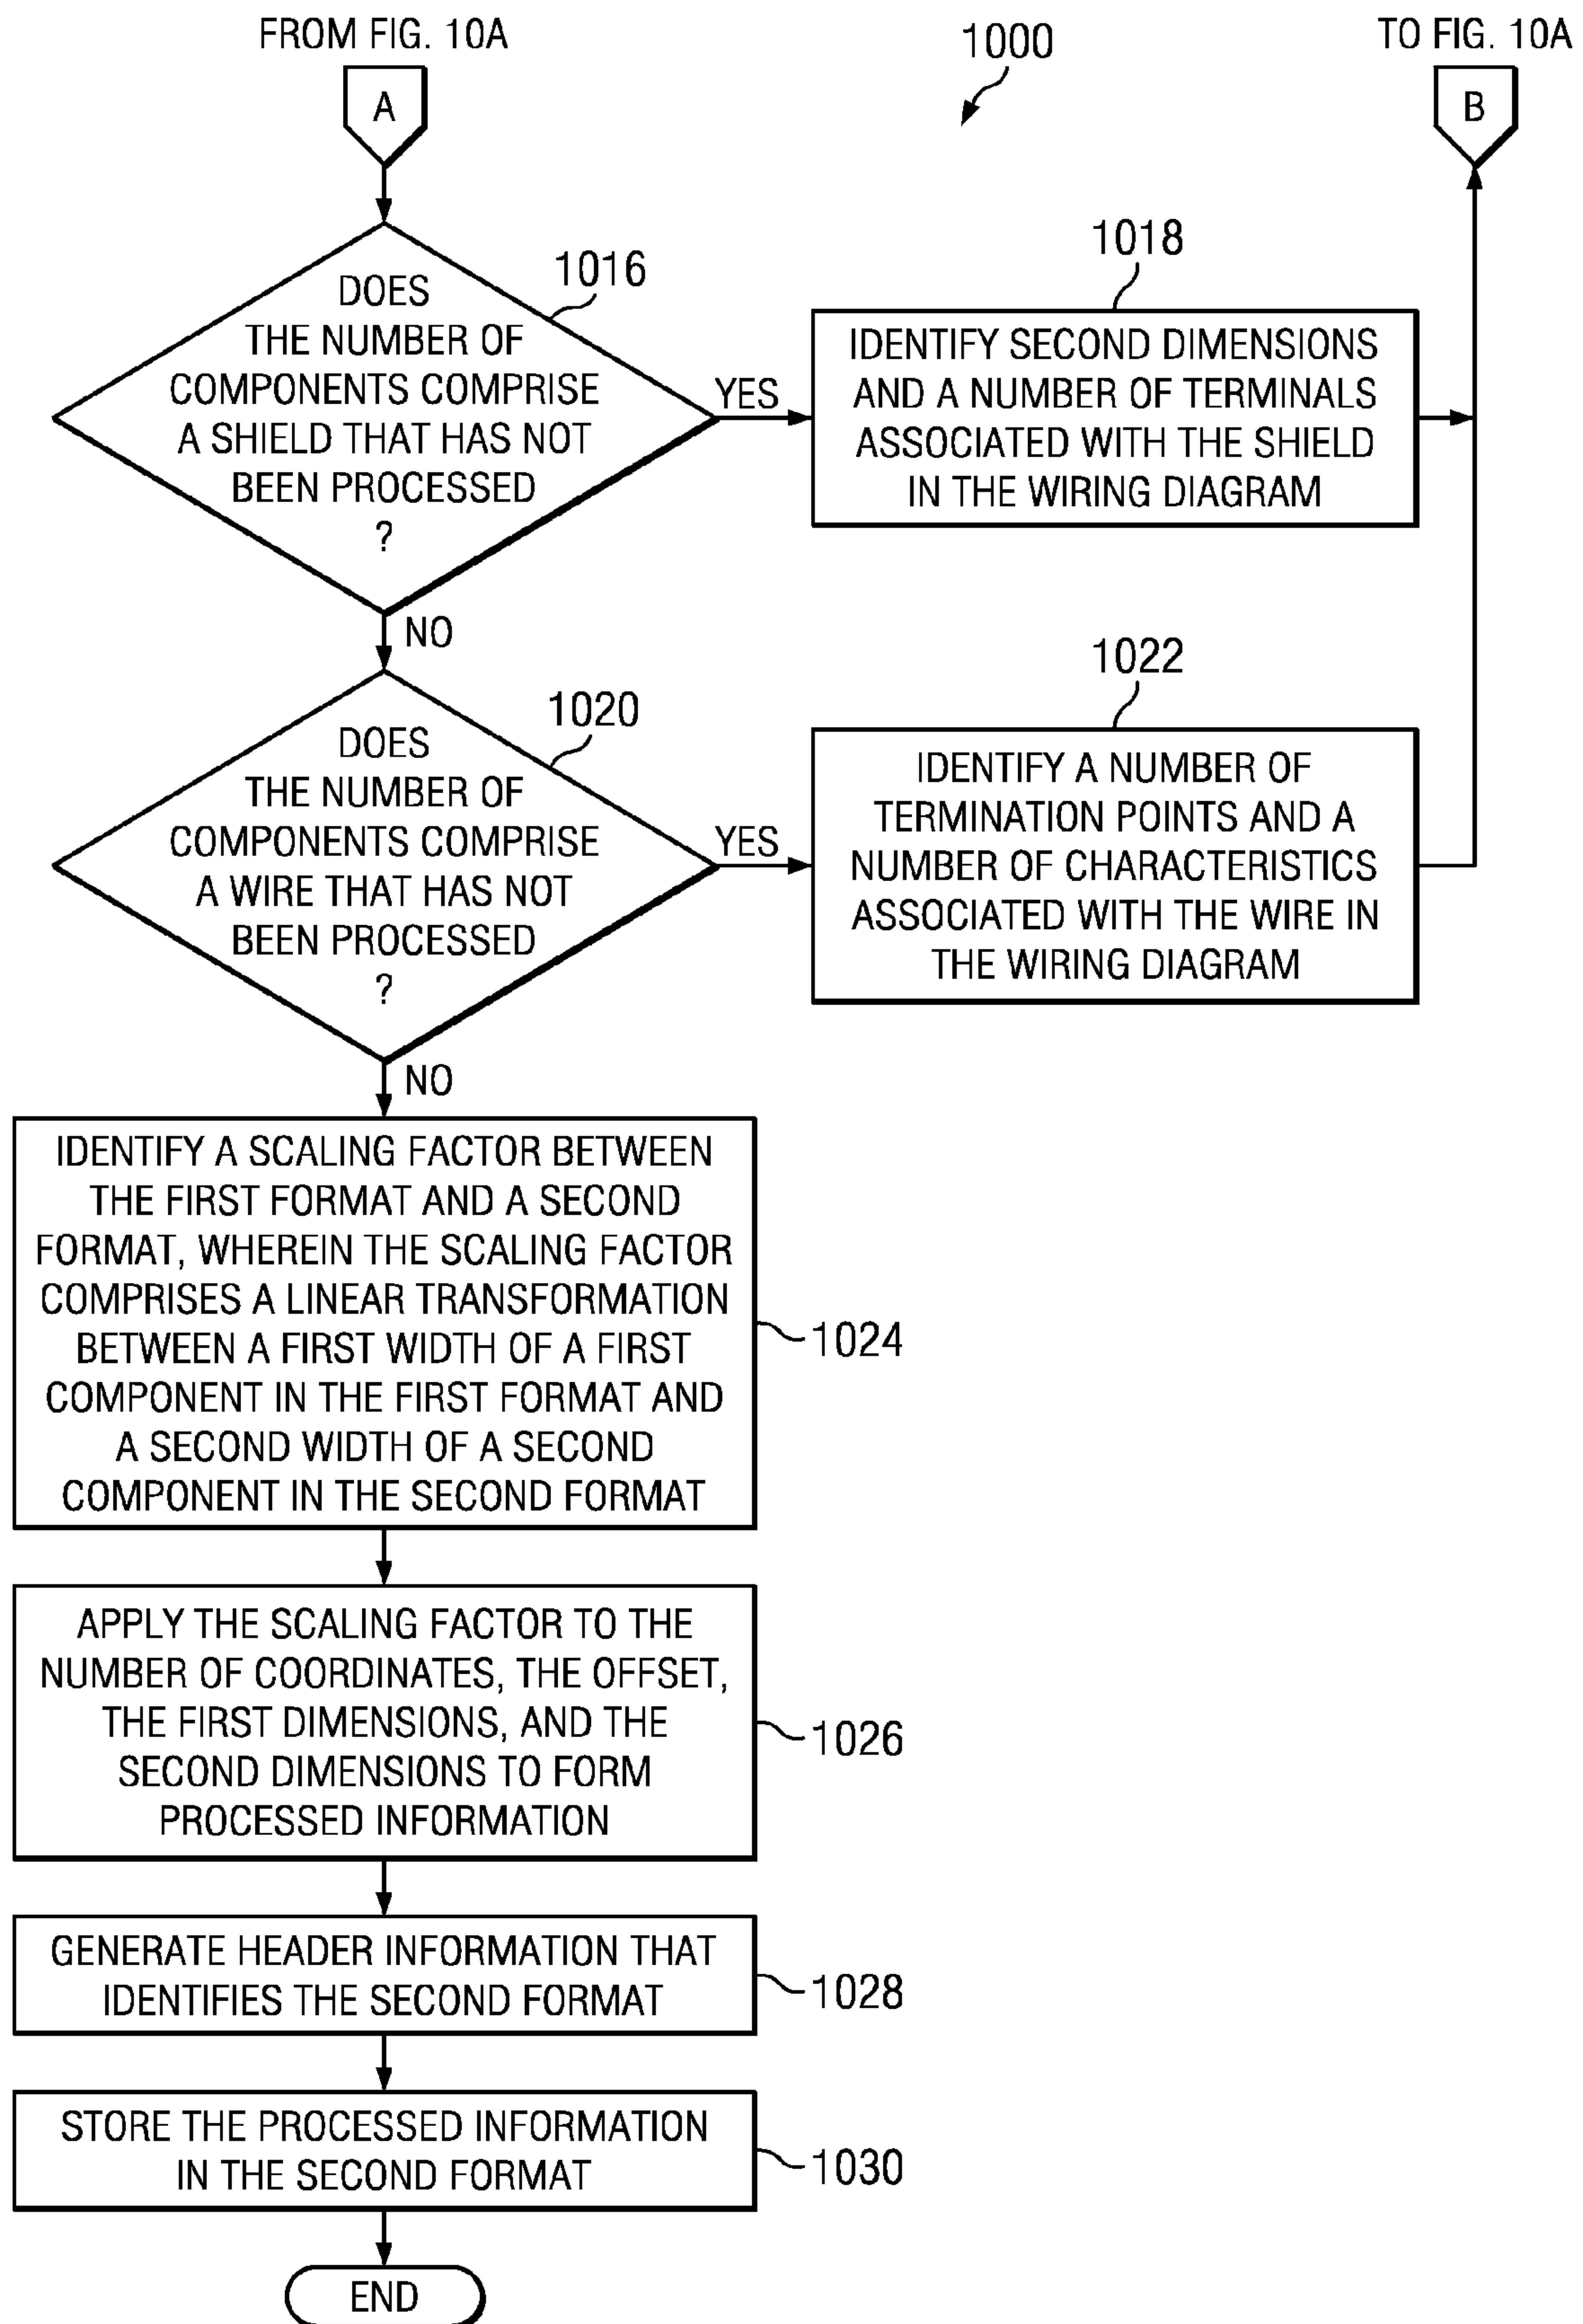 FROM FIG. 10A
1000
TO FIG. 10A
A
B
1016
DOES
THE NUMBER OF
COMPONENTS COMPRISE
A SHIELD THAT HAS NOT
BEEN PROCESSED
?
YES
1018
IDENTIFY SECOND DIMENSIONS
AND A NUMBER OF TERMINALS
ASSOCIATED WITH THE SHIELD
IN THE WIRING DIAGRAM
NO
1020
DOES
THE NUMBER OF
COMPONENTS COMPRISE
A WIRE THAT HAS NOT
BEEN PROCESSED
?
YES
1022
IDENTIFY A NUMBER OF
TERMINATION POINTS AND A
NUMBER OF CHARACTERISTICS
ASSOCIATED WITH THE WIRE IN
THE WIRING DIAGRAM
NO
IDENTIFY A SCALING FACTOR BETWEEN
THE FIRST FORMAT AND A SECOND
FORMAT, WHEREIN THE SCALING FACTOR
COMPRISES A LINEAR TRANSFORMATION
BETWEEN A FIRST WIDTH OF A FIRST
COMPONENT IN THE FIRST FORMAT AND
A SECOND WIDTH OF A SECOND
COMPONENT IN THE SECOND FORMAT
1024
APPLY THE SCALING FACTOR TO THE
NUMBER OF COORDINATES, THE OFFSET,
THE FIRST DIMENSIONS, AND THE
SECOND DIMENSIONS TO FORM
PROCESSED INFORMATION
1026
GENERATE HEADER INFORMATION THAT
IDENTIFIES THE SECOND FORMAT
1028
STORE THE PROCESSED INFORMATION
IN THE SECOND FORMAT
1030
END